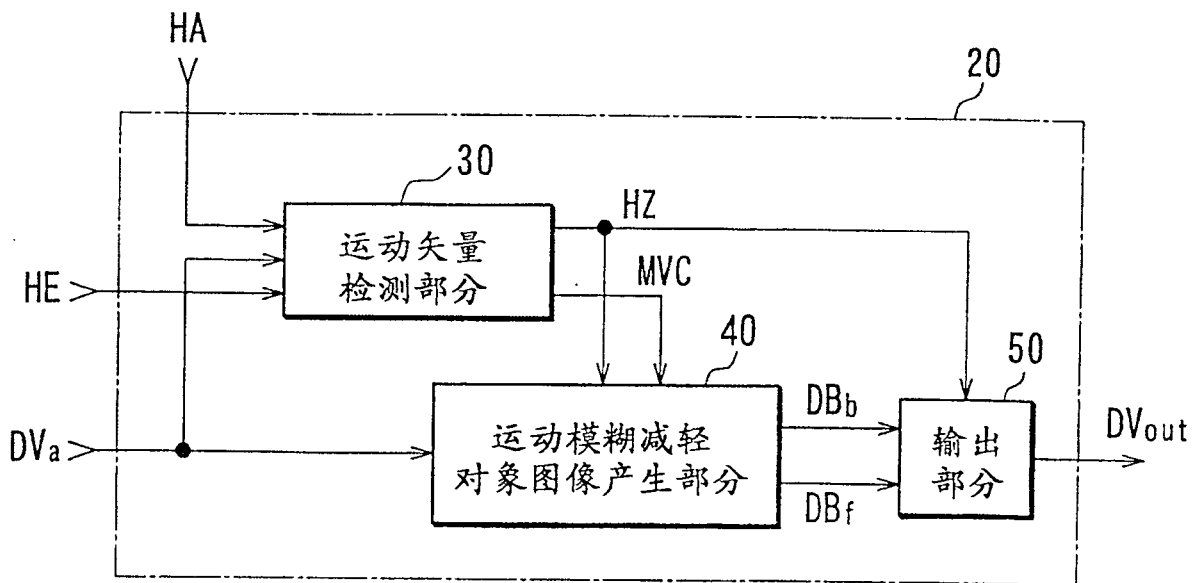 HA
20
30
运动矢量
检测部分
HZ
MVC
HE
40
50
DVa
运动模糊减轻
对象图像产生部分
DBb
DBf
输出
部分
DVout